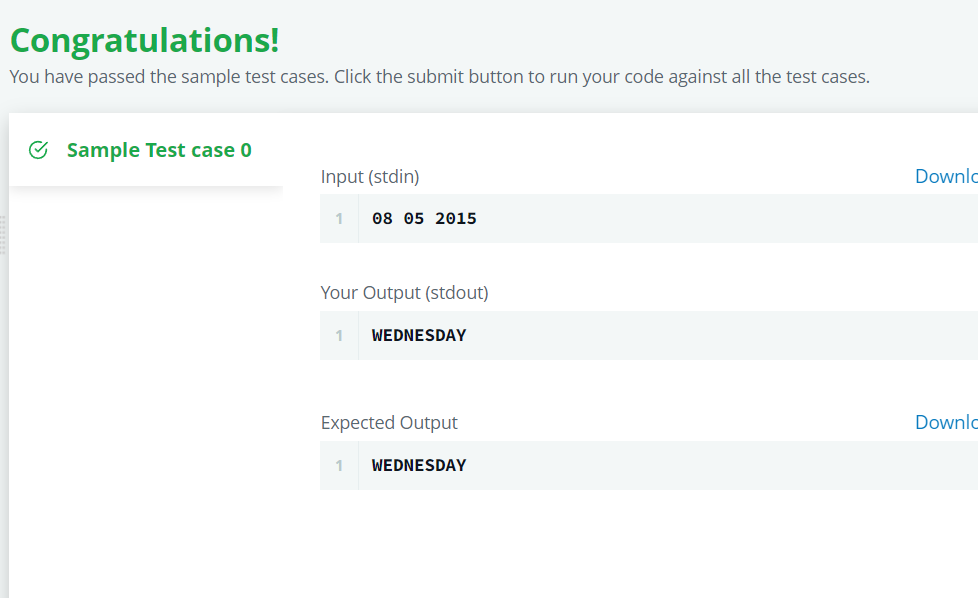 Congratulations!
You have passed the sample test cases. Click the submit button to run your code against all the test cases.
Sample Test case 0
Input (stdin)
Downlo
1 08 05 2015
Your Output (stdout)
1 WEDNESDAY
Expected Output
Downlo
1 WEDNESDAY